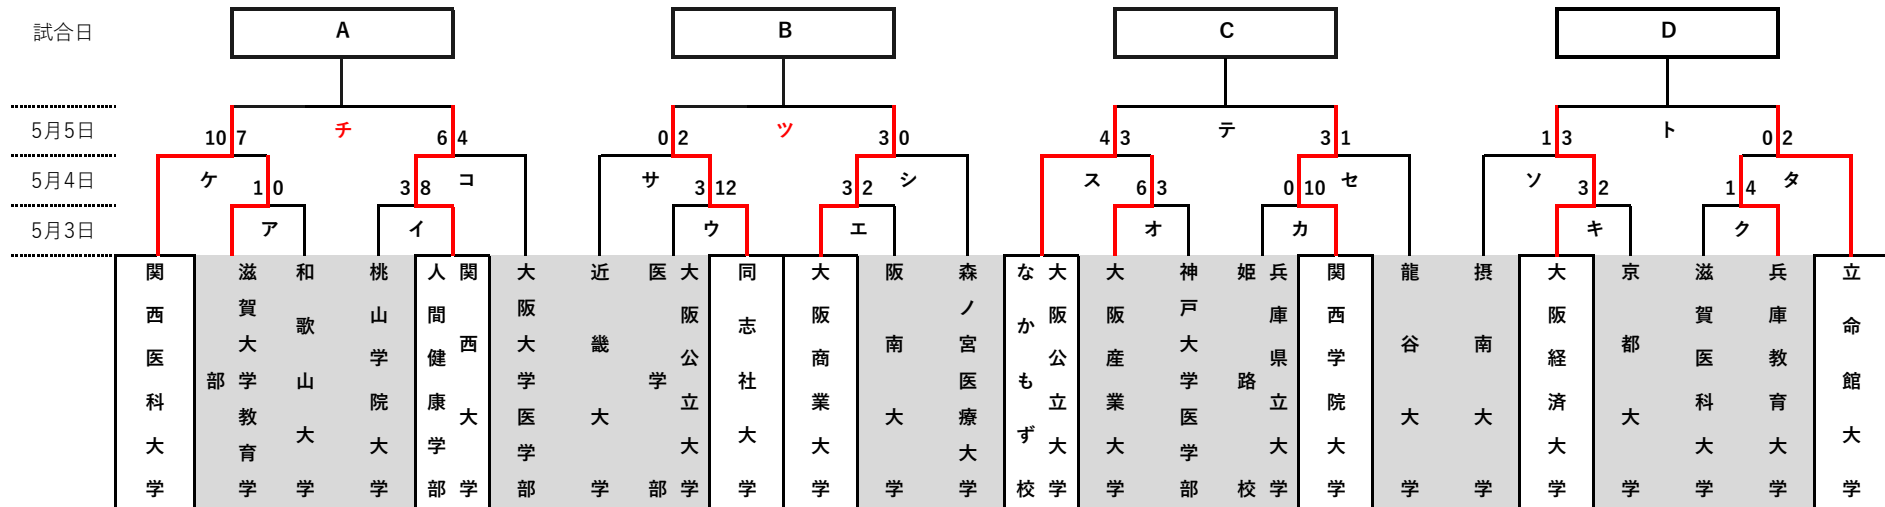 試合日
A
B
C
D
5月5日
10 7
チ
6 4
0 2
ツ
3 0
4 3
テ
3 1
1 3
ト
0 2
5月4日
ケ
1 0
3 8
コ
サ
3 12
3 2
シ
ス
6 3
0 10
セ
ソ
3 2
1 4
タ
5月3日
ア
イ
ウ
エ
オ
カ
キ
ク
関西医科大学
滋賀大学教育学部
和歌山大学
桃山学院大学
関西大学人間健康学部
大阪大学医学部
近畿大学
大阪公立大学医学部
同志社大学
大阪商業大学
阪南大学
森ノ宮医療大学
大阪公立大学なかもず校
大阪産業大学
神戸大学医学部
兵庫県立大学姫路校
関西学院大学
龍谷大学
摂南大学
大阪経済大学
京都大学
滋賀医科大学
兵庫教育大学
立命館大学